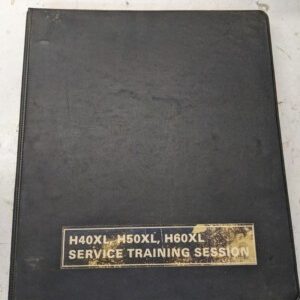 H40XL, H50XL, H60XL
SERVICE TRAINING SESSION